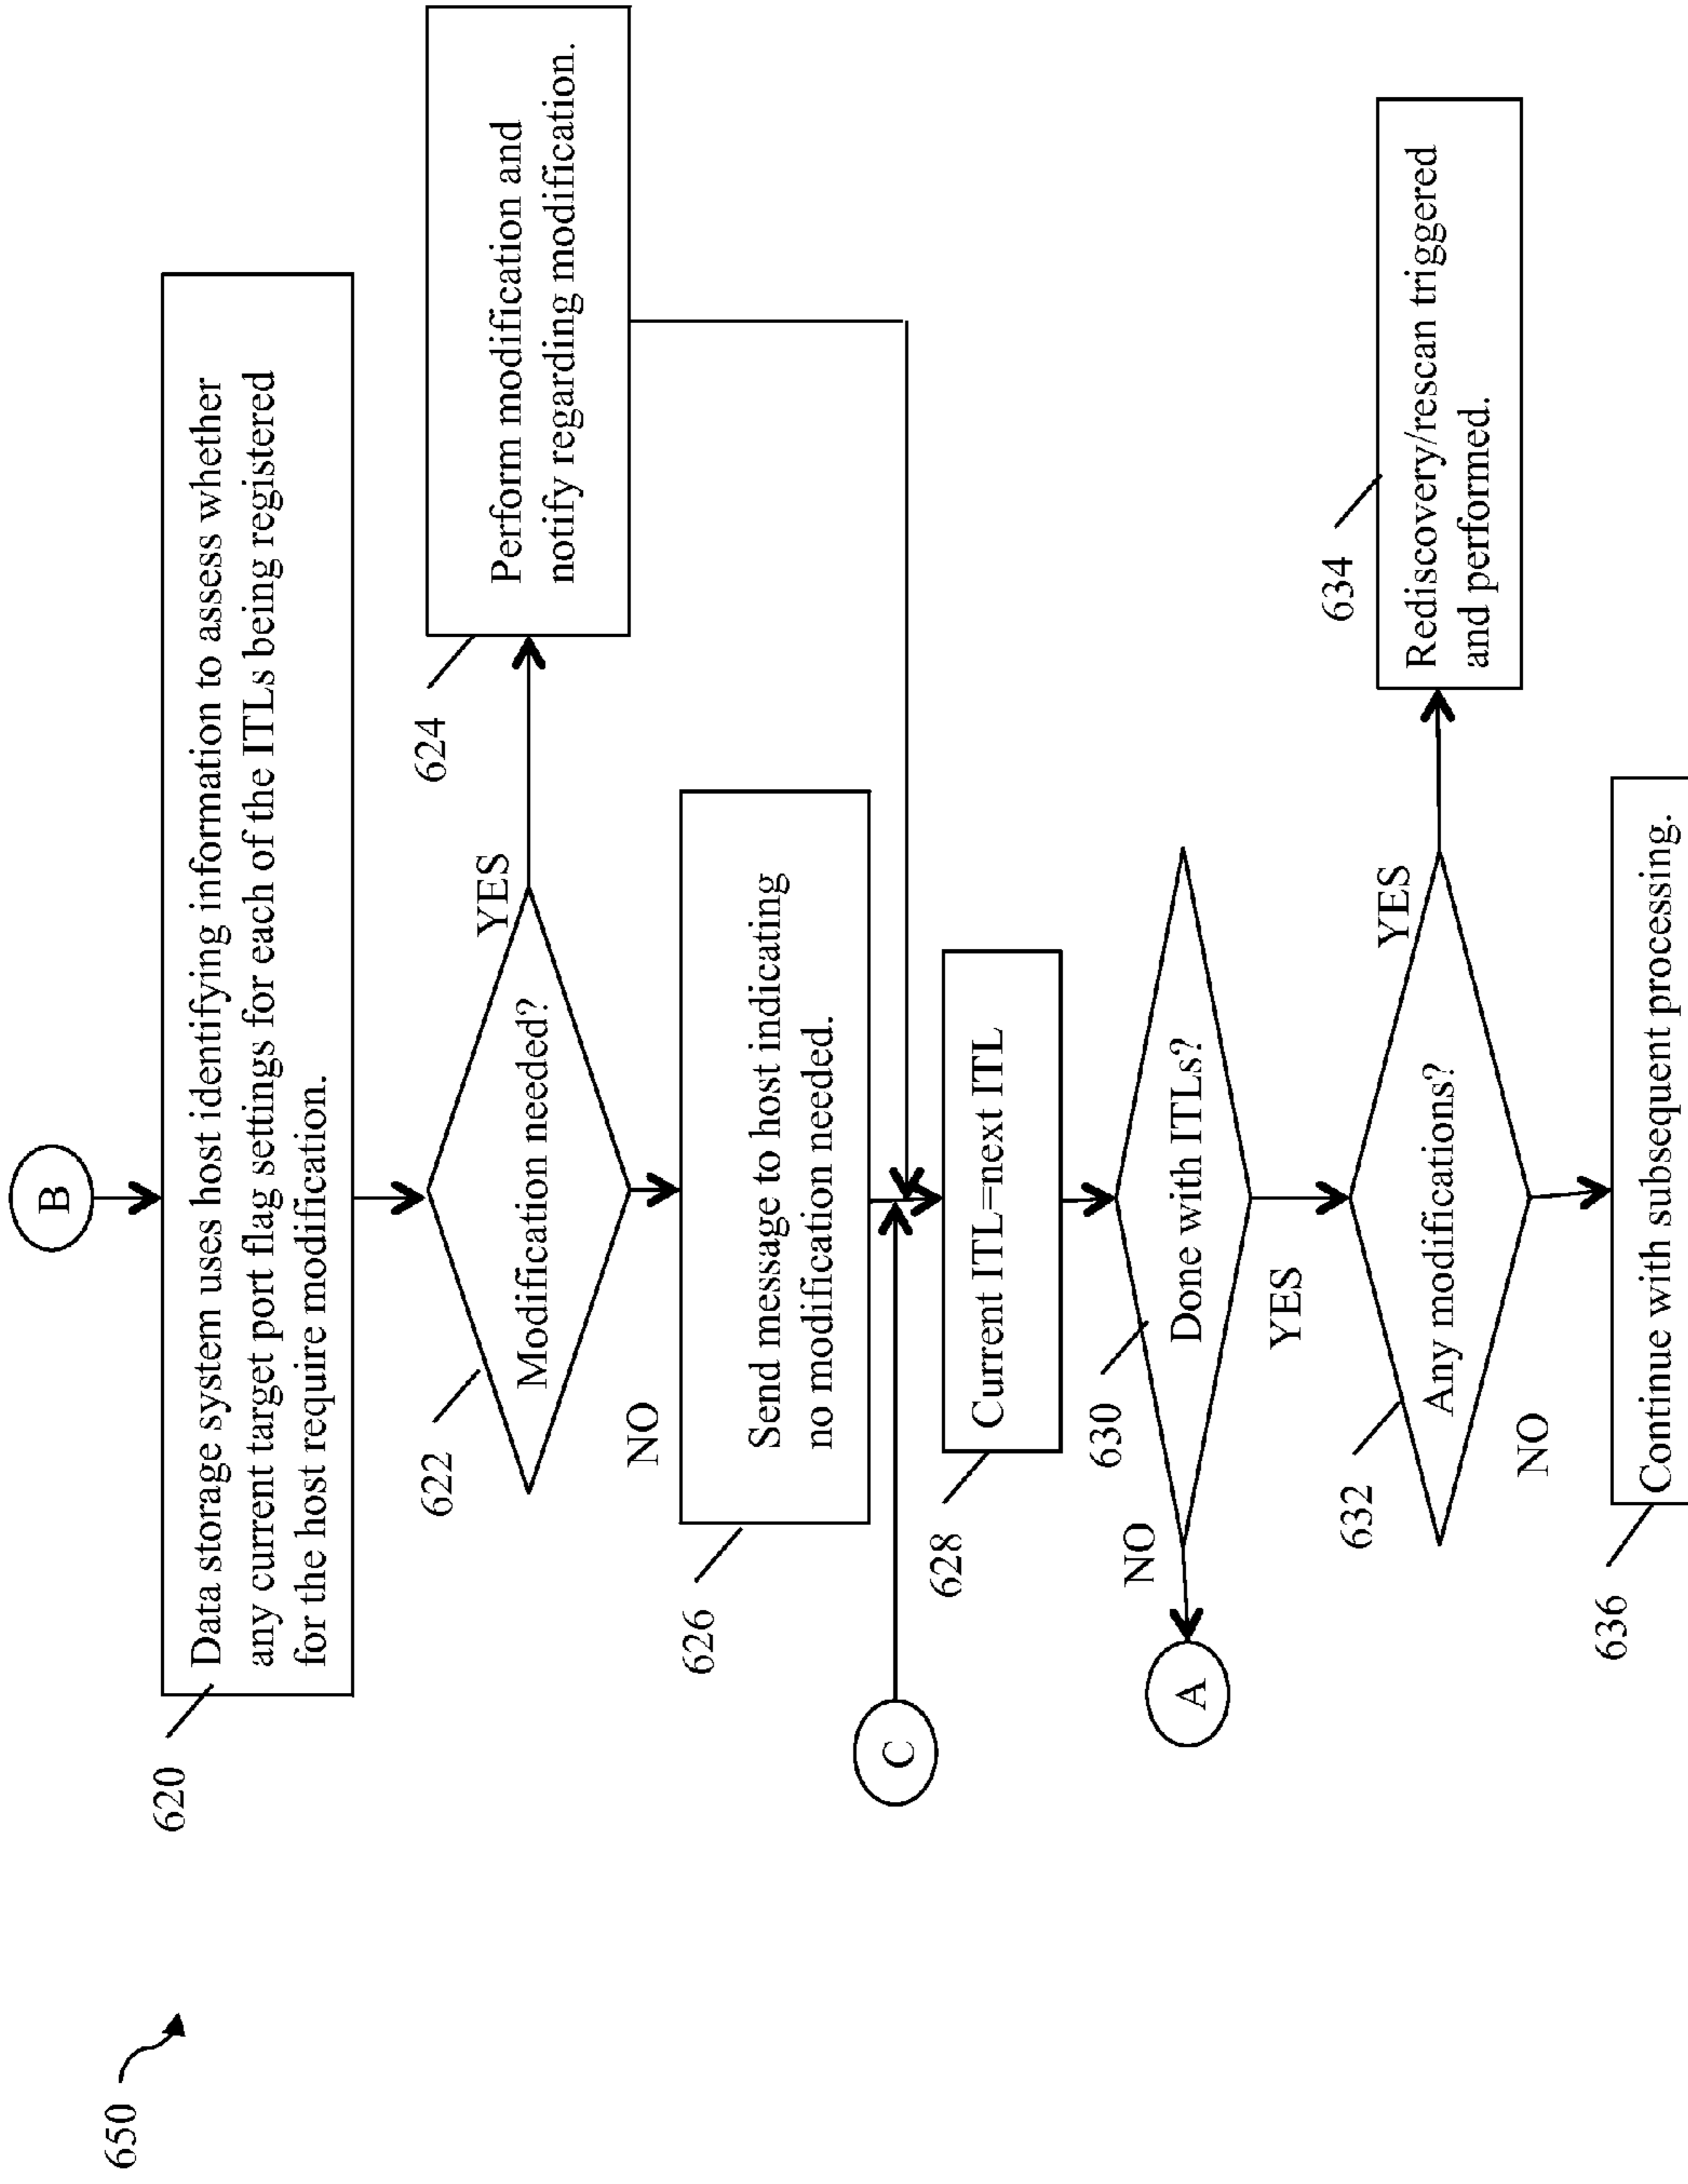 650
B
620
Data storage system uses host identifying information to assess whether
any current target port flag settings for each of the ITLs being registered
for the host require modification.
622
Modification needed?
YES
624
Perform modification and
notify regarding modification.
NO
626
Send message to host indicating
no modification needed.
C
628
Current ITL=next ITL
630
Done with ITLs?
NO
A
YES
632
Any modifications?
YES
634
Rediscovery/rescan triggered
and performed.
NO
636
Continue with subsequent processing.